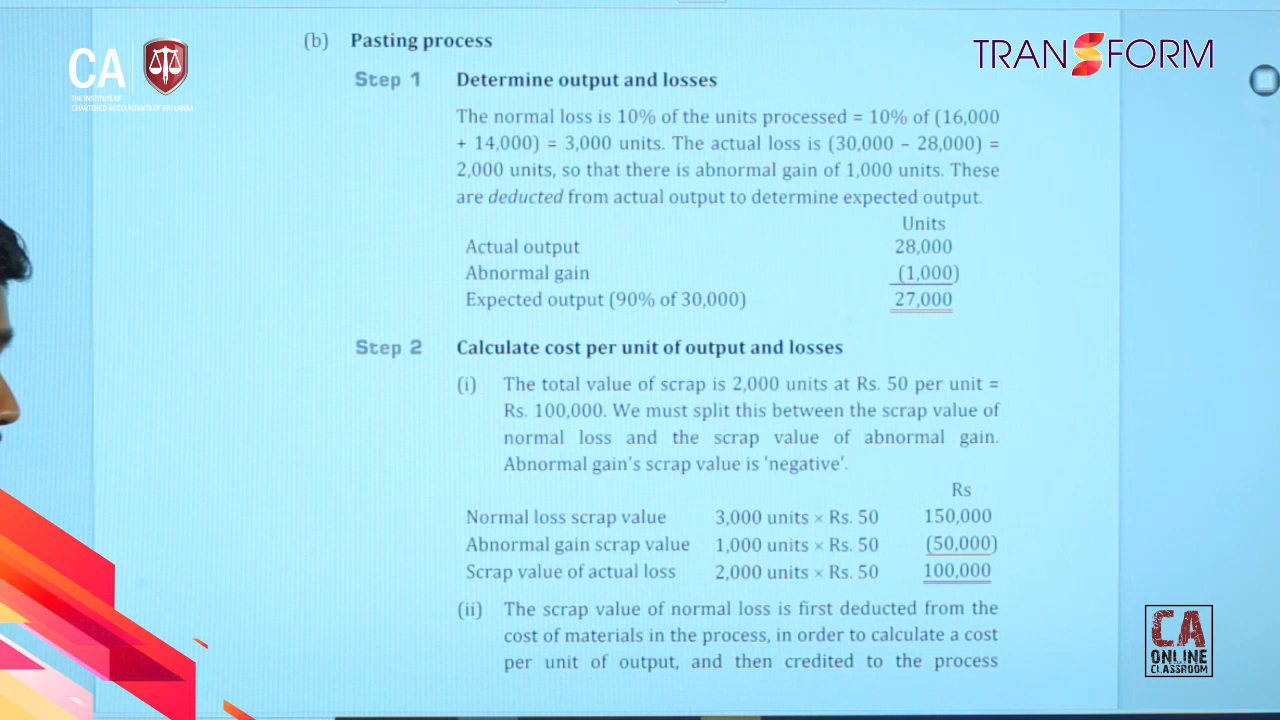 CA
THE INSTITUTE OF
CHARTERED ACCOUNTANTS OF SRI LANKA
TRANSFORM
(b) Pasting process
Step 1 Determine output and losses
The normal loss is 10% of the units processed = 10% of (16,000
+ 14,000) = 3,000 units. The actual loss is (30,000 – 28,000) =
2,000 units, so that there is abnormal gain of 1,000 units. These
are deducted from actual output to determine expected output.
Units
Actual output 28,000
Abnormal gain (1,000)
Expected output (90% of 30,000) 27,000
Step 2 Calculate cost per unit of output and losses
(i) The total value of scrap is 2,000 units at Rs. 50 per unit =
Rs. 100,000. We must split this between the scrap value of
normal loss and the scrap value of abnormal gain.
Abnormal gain's scrap value is 'negative'.
Rs
Normal loss scrap value 3,000 units × Rs. 50 150,000
Abnormal gain scrap value 1,000 units × Rs. 50 (50,000)
Scrap value of actual loss 2,000 units × Rs. 50 100,000
(ii) The scrap value of normal loss is first deducted from the
cost of materials in the process, in order to calculate a cost
per unit of output, and then credited to the process
CA
ONLINE
CLASSROOM